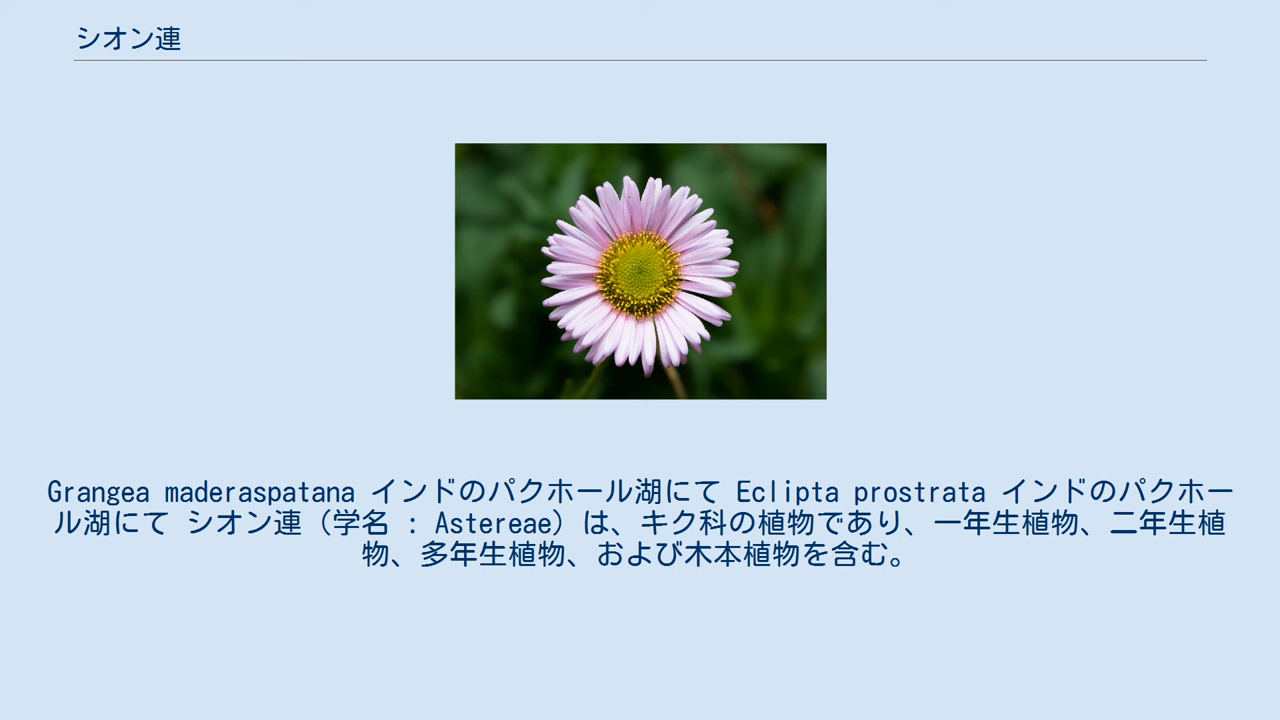 シオン連
Grangea maderaspatana インドのパクホール湖にて Eclipta prostrata インドのパクホー
ル湖にて シオン連（学名 : Astereae）は、キク科の植物であり、一年生植物、二年生植
物、多年生植物、および木本植物を含む。